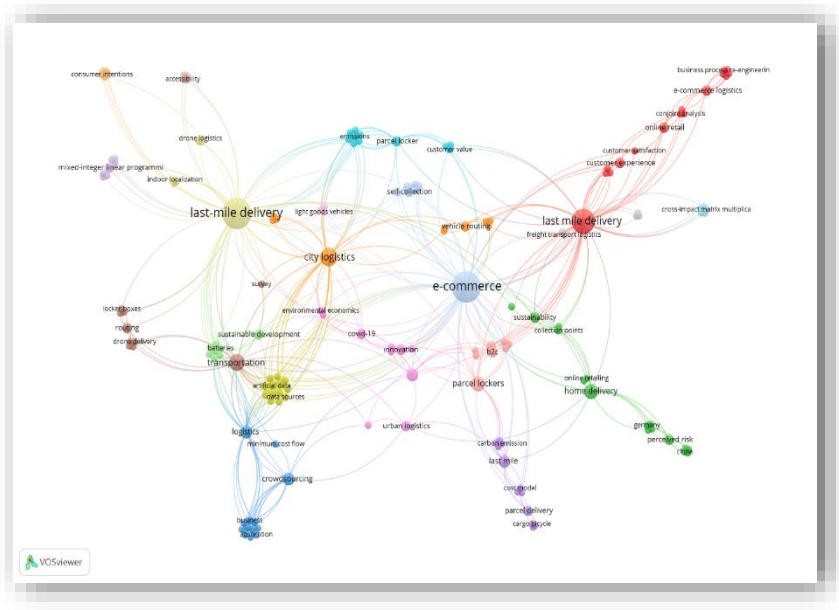 consumer intentions
accessibility
business process re-engineerin
e-commerce logistics
conjoint analysis
online retail
emissions
parcel locker
customer value
drone logistics
customer satisfaction
customer experience
mixed-integer linear programmi
indoor localization
self-collection
last-mile delivery
light goods vehicles
last mile delivery
cross-impact matrix multiplica
vehicle routing
freight transport logistics
city logistics
survey
e-commerce
locker boxes
environmental economics
sustainability
routing
sustainable development
covid-19
collection points
drone delivery
batteries
innovation
b2c
transportation
artificial data
data sources
parcel lockers
online retailing
home delivery
logistics
urban logistics
germany
minimum cost flow
carbon emission
perceived risk
china
last mile
crowdsourcing
cost model
business
parcel delivery
cargo bicycle
VOSviewer